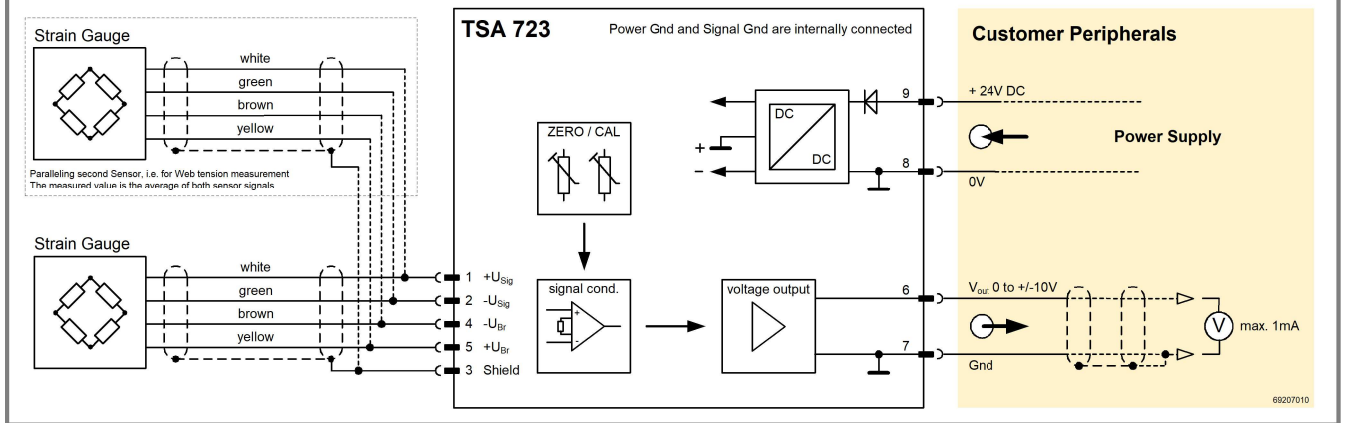 Strain Gauge
white
green
brown
yellow
Paralleling second Sensor, i.e. for Web tension measurement
The measured value is the average of both sensor signals
Strain Gauge
white
green
brown
yellow
1 +USig
2 -USig
4 -UBr
5 +UBr
3 Shield
TSA 723
Power Gnd and Signal Gnd are internally connected
ZERO / CAL
signal cond.
+
-
DC
DC
+
−
9
8
voltage output
6
7
Customer Peripherals
+ 24V DC
Power Supply
0V
Vout 0 to +/-10V
V
max. 1mA
Gnd
69207010